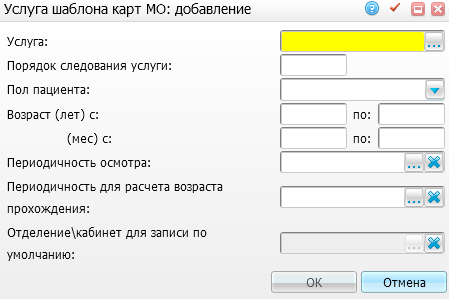 Услуга шаблона карт МО: добавление
Услуга:
...
Порядок следования услуги:
Пол пациента:
Возраст (лет) с: по:
(мес) с: по:
Периодичность осмотра:
...
Периодичность для расчета возраста
прохождения:
...
Отделение\кабинет для записи по
умолчанию:
...
ОК Отмена